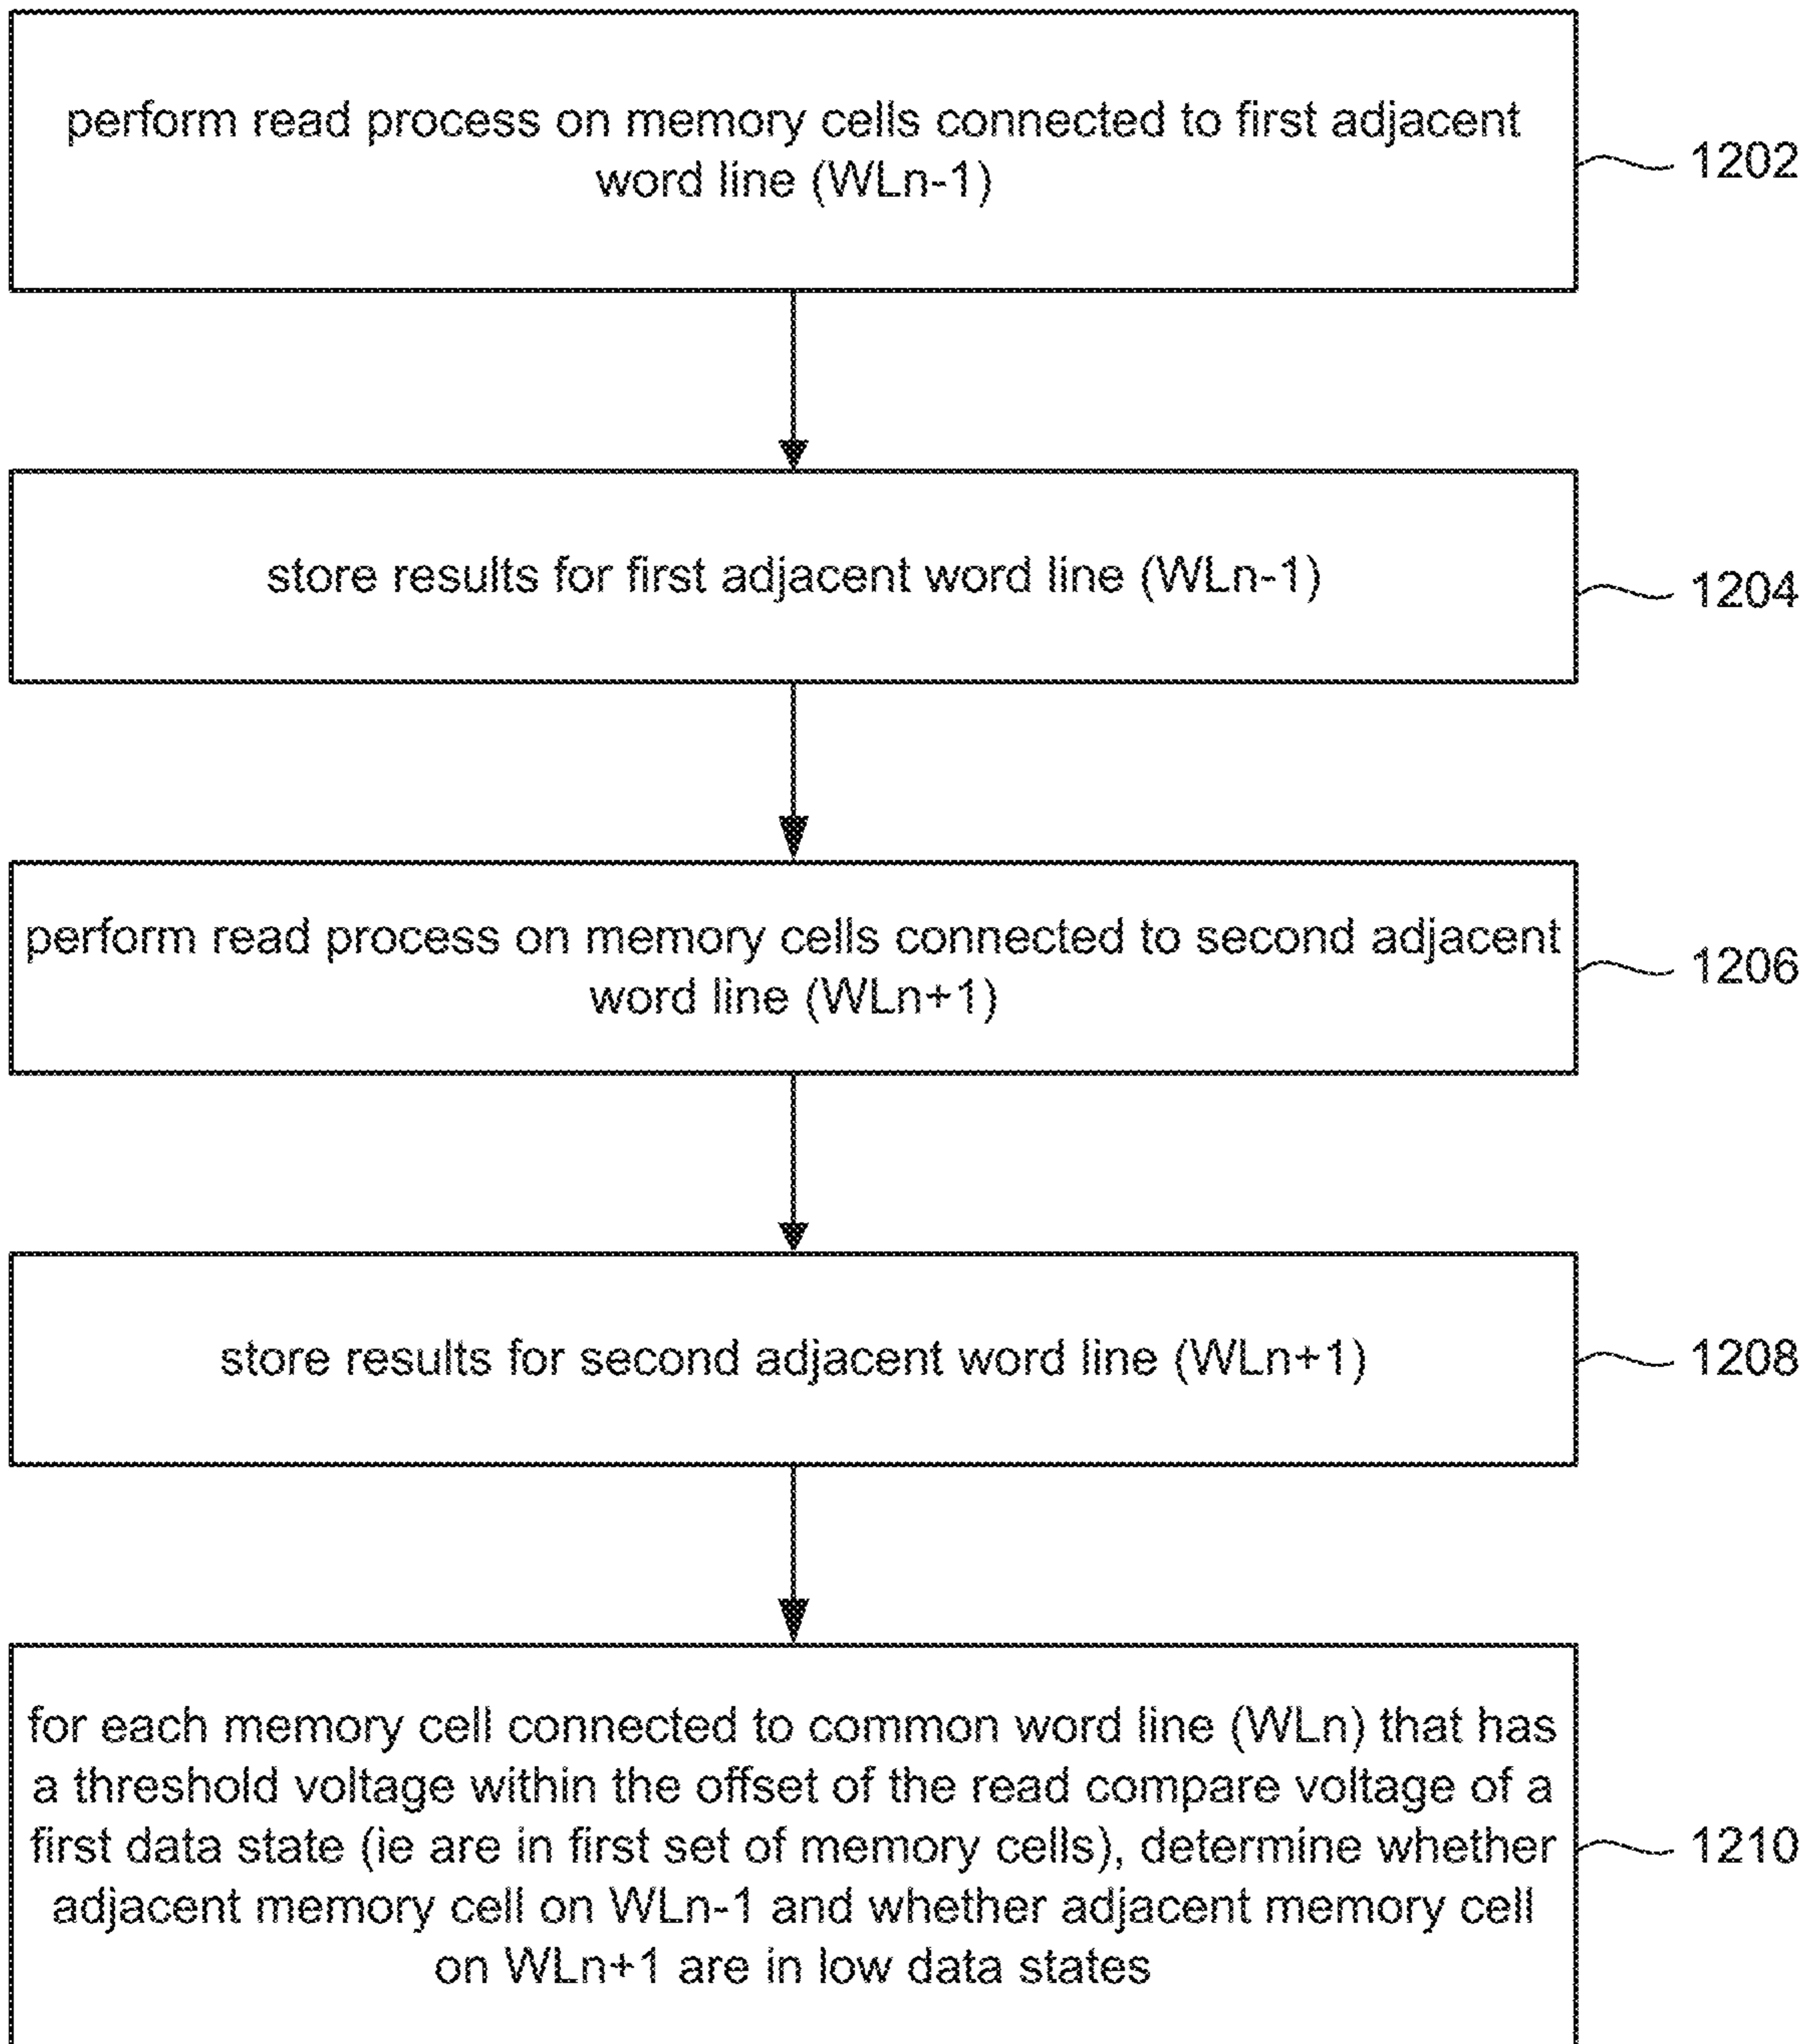 perform read process on memory cells connected to first adjacent
word line (WLn-1)
1202
store results for first adjacent word line (WLn-1)
1204
perform read process on memory cells connected to second adjacent
word line (WLn+1)
1206
store results for second adjacent word line (WLn+1)
1208
for each memory cell connected to common word line (WLn) that has
a threshold voltage within the offset of the read compare voltage of a
first data state (ie are in first set of memory cells), determine whether
adjacent memory cell on WLn-1 and whether adjacent memory cell
on WLn+1 are in low data states
1210